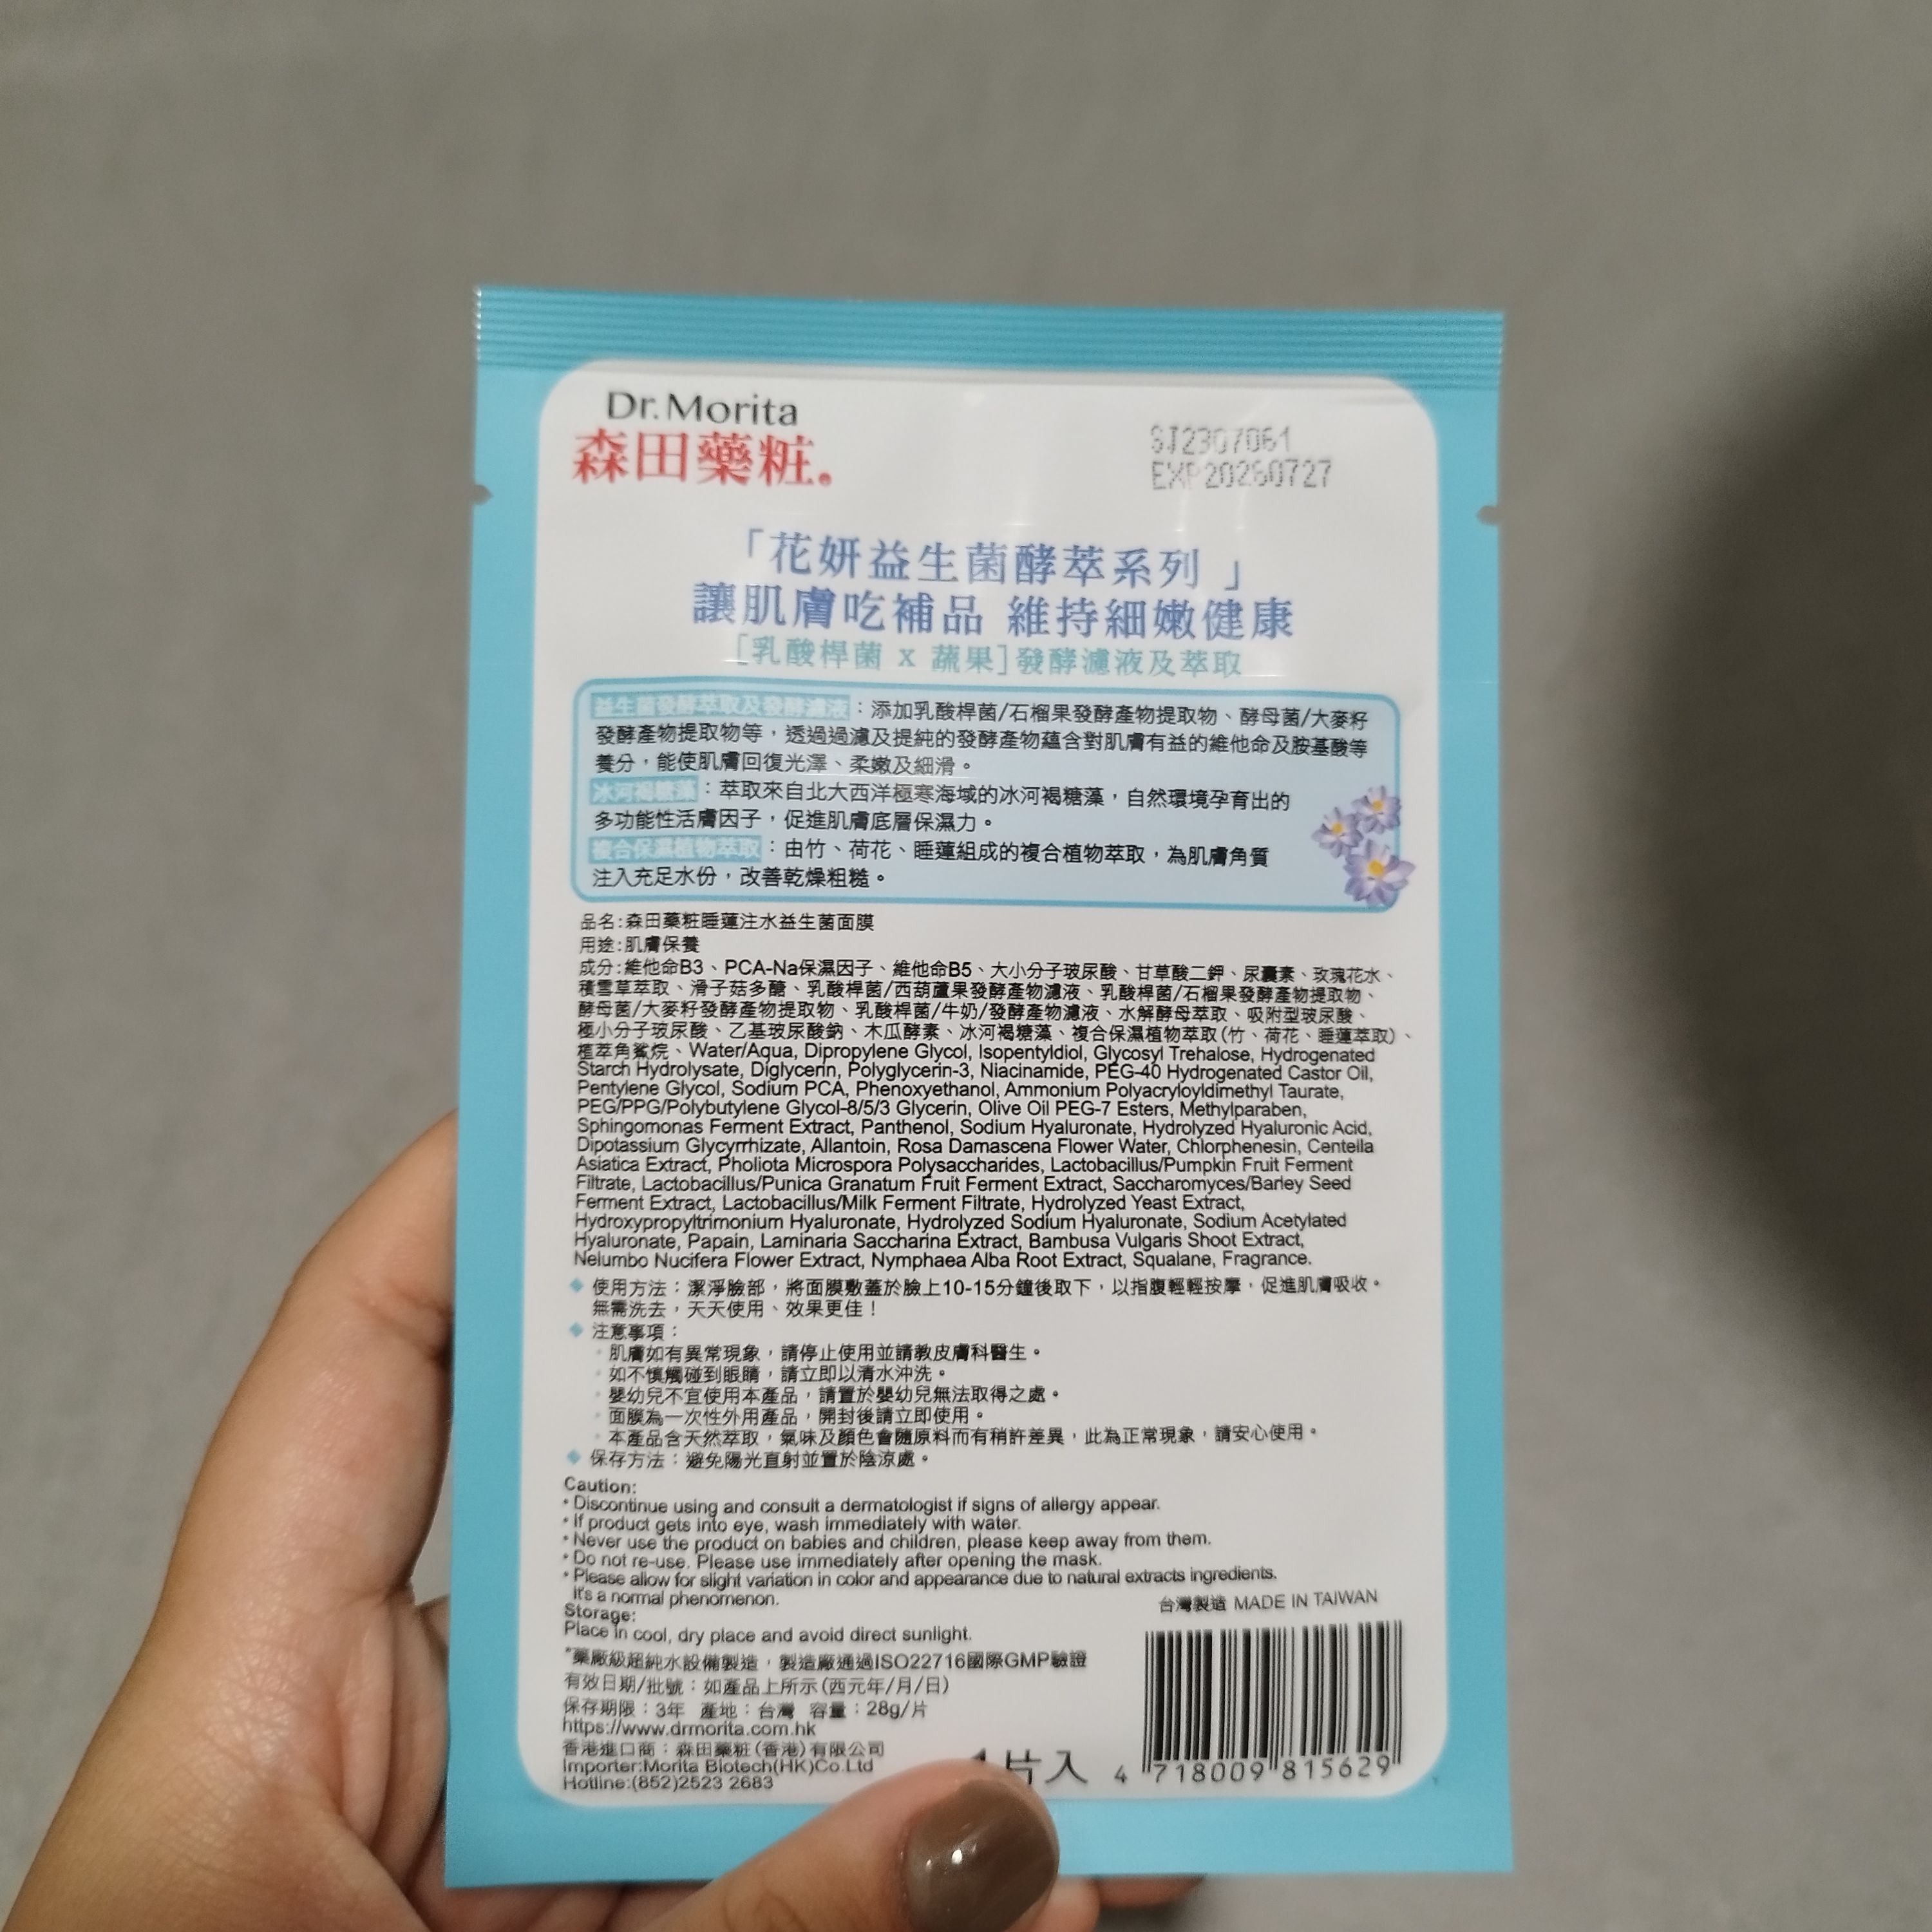 Dr.Morita
森田藥粧
SJ2307061
EXP20260727
「花妍益生菌酵萃系列 」
讓肌膚吃補品 維持細嫩健康
[乳酸桿菌 x 蔬果]發酵濾液及萃取
益生菌發酵萃取及發酵濾液：添加乳酸桿菌/石榴果發酵產物提取物、酵母菌/大麥籽
發酵產物提取物等，透過過濾及提純的發酵產物蘊含對肌膚有益的維他命及胺基酸等
養分，能使肌膚回復光澤、柔嫩及細滑。
冰河褐糖藻：萃取來自北大西洋極寒海域的冰河褐糖藻，自然環境孕育出的
多功能性活膚因子，促進肌膚底層保濕力。
複合保濕植物萃取：由竹、荷花、睡蓮組成的複合植物萃取，為肌膚角質
注入充足水份，改善乾燥粗糙。
品名:森田藥粧睡蓮注水益生菌面膜
用途:肌膚保養
成分:維他命B3、PCA-Na保濕因子、維他命B5、大小分子玻尿酸、甘草酸二鉀、尿囊素、玫瑰花水、
積雪草萃取、滑子菇多醣、乳酸桿菌/西葫蘆果發酵產物濾液、乳酸桿菌/石榴果發酵產物提取物、
酵母菌/大麥籽發酵產物提取物、乳酸桿菌/牛奶/發酵產物濾液、水解酵母萃取、吸附型玻尿酸、
極小分子玻尿酸、乙基玻尿酸鈉、木瓜酵素、冰河褐糖藻、複合保濕植物萃取(竹、荷花、睡蓮萃取)、
植萃角鯊烷、Water/Aqua, Dipropylene Glycol, Isopentyldiol, Glycosyl Trehalose, Hydrogenated
Starch Hydrolysate, Diglycerin, Polyglycerin-3, Niacinamide, PEG-40 Hydrogenated Castor Oil,
Pentylene Glycol, Sodium PCA, Phenoxyethanol, Ammonium Polyacryloyldimethyl Taurate,
PEG/PPG/Polybutylene Glycol-8/5/3 Glycerin, Olive Oil PEG-7 Esters, Methylparaben,
Sphingomonas Ferment Extract, Panthenol, Sodium Hyaluronate, Hydrolyzed Hyaluronic Acid,
Dipotassium Glycyrrhizate, Allantoin, Rosa Damascena Flower Water, Chlorphenesin, Centella
Asiatica Extract, Pholiota Microspora Polysaccharides, Lactobacillus/Pumpkin Fruit Ferment
Filtrate, Lactobacillus/Punica Granatum Fruit Ferment Extract, Saccharomyces/Barley Seed
Ferment Extract, Lactobacillus/Milk Ferment Filtrate, Hydrolyzed Yeast Extract,
Hydroxypropyltrimonium Hyaluronate, Hydrolyzed Sodium Hyaluronate, Sodium Acetylated
Hyaluronate, Papain, Laminaria Saccharina Extract, Bambusa Vulgaris Shoot Extract,
Nelumbo Nucifera Flower Extract, Nymphaea Alba Root Extract, Squalane, Fragrance.
◆ 使用方法：潔淨臉部，將面膜敷蓋於臉上10-15分鐘後取下，以指腹輕輕按摩，促進肌膚吸收。
無需洗去，天天使用、效果更佳！
◆ 注意事項：
· 肌膚如有異常現象，請停止使用並請教皮膚科醫生。
· 如不慎觸碰到眼睛，請立即以清水沖洗。
· 嬰幼兒不宜使用本產品，請置於嬰幼兒無法取得之處。
· 面膜為一次性外用產品，開封後請立即使用。
· 本產品含天然萃取，氣味及顏色會隨原料而有稍許差異，此為正常現象，請安心使用。
◆ 保存方法：避免陽光直射並置於陰涼處。
Caution:
* Discontinue using and consult a dermatologist if signs of allergy appear.
* If product gets into eye, wash immediately with water.
* Never use the product on babies and children, please keep away from them.
* Do not re-use. Please use immediately after opening the mask.
* Please allow for slight variation in color and appearance due to natural extracts ingredients.
It's a normal phenomenon.
Storage:
Place in cool, dry place and avoid direct sunlight.
*藥廠級超純水設備製造，製造廠通過ISO22716國際GMP驗證
有效日期/批號：如產品上所示(西元年/月/日)
保存期限：3年 產地：台灣 容量：28g/片
https://www.drmorita.com.hk
香港進口商：森田藥粧(香港)有限公司
Importer:Morita Biotech(HK)Co.Ltd
Hotline:(852)2523 2683
台灣製造 MADE IN TAIWAN
1片入
4 718009 815629